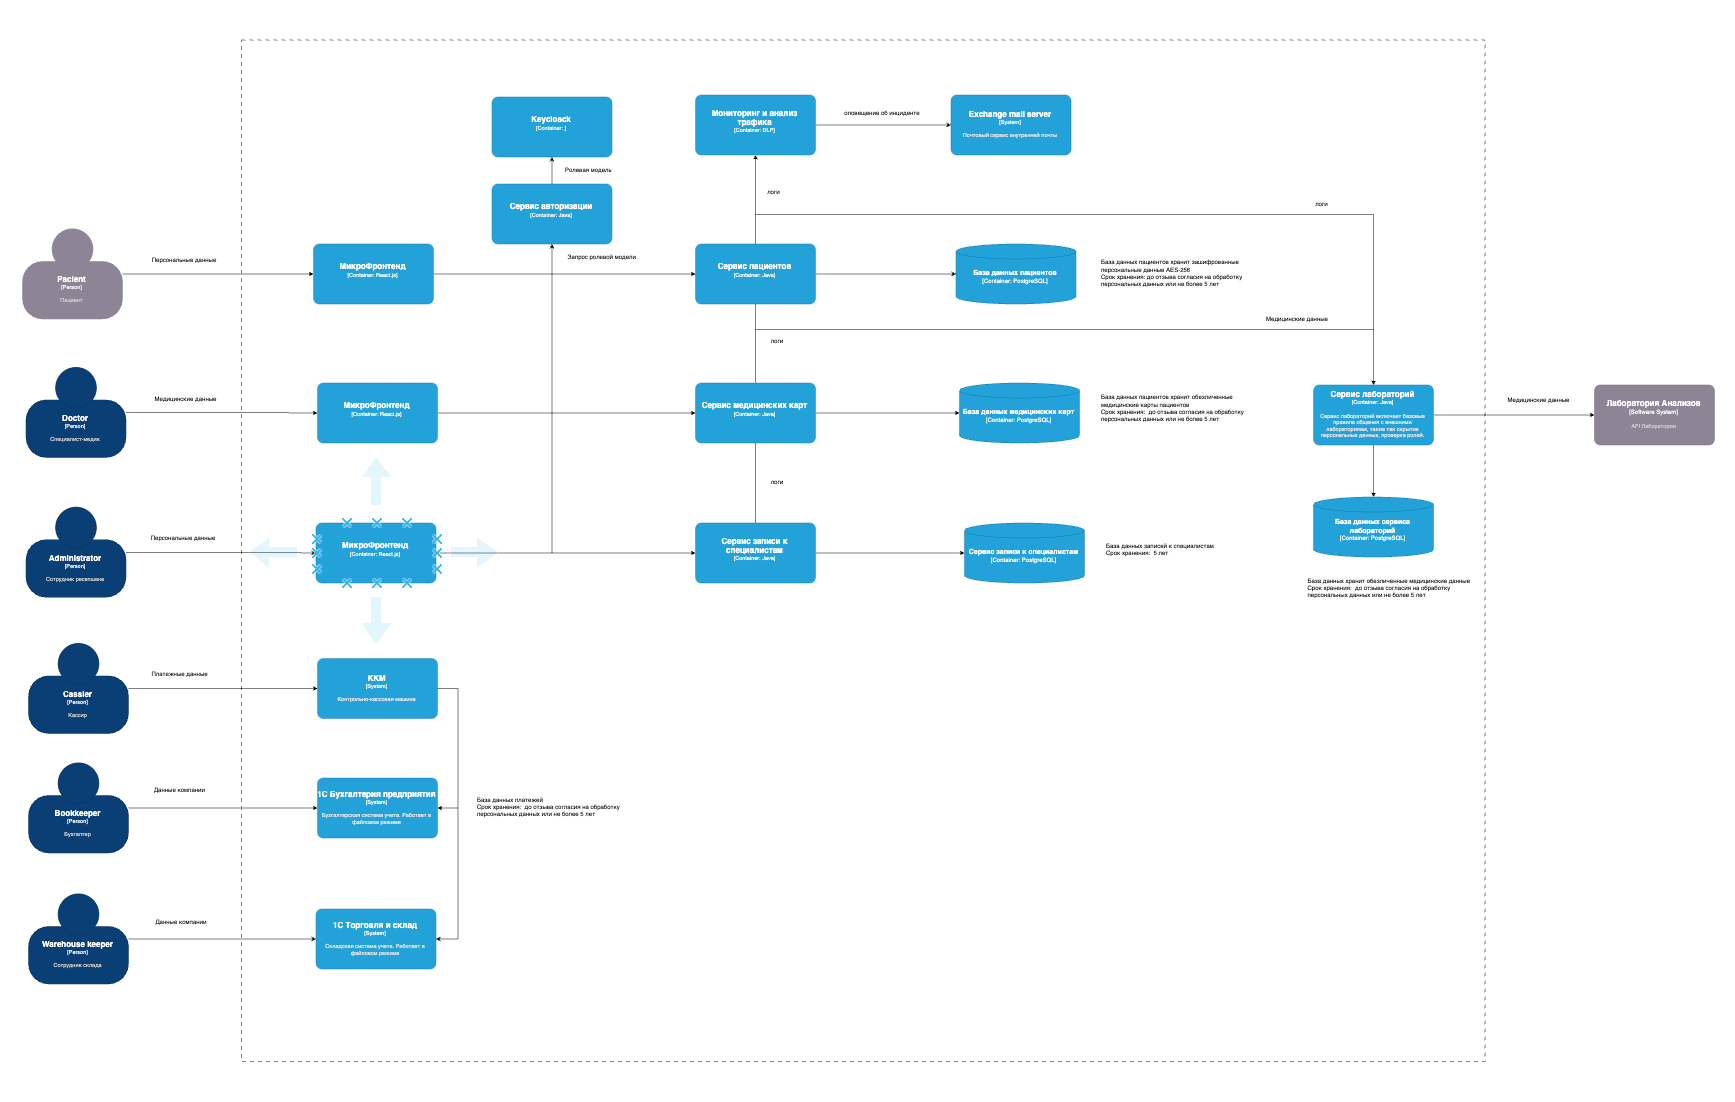 Keycloack
[Container: ]
Мониторинг и анализ
трафика
[Container: DLP]
оповещение об инциденте
Exchange mail server
[System]
Почтовый сервис внутренней почты
Ролевая модель
логи
Сервис авторизации
[Container: Java]
логи
Запрос ролевой модели
Pacient
[Person]
Пациент
Персональные данные
МикроФронтенд
[Container: React.js]
Сервис пациентов
[Container: Java]
База данных пациентов
[Container: PostgreSQL]
База данных пациентов хранит зашифрованные
персональные данные AES-256
Срок хранения: до отзыва согласия на обработку
персональных данных или не более 5 лет
Медицинские данные
логи
Doctor
[Person]
Специалист-медик
Медицинские данные
МикроФронтенд
[Container: React.js]
Сервис медицинских карт
[Container: Java]
База данных медицинских карт
[Container: PostgreSQL]
База данных пациентов хранит обезличенные
медицинские карты пациентов
Срок хранения: до отзыва согласия на обработку
персональных данных или не более 5 лет
Сервис лабораторий
[Container: Java]
Сервис лабораторий включает базовые
правила общения с внешними
лабораториями, такие так скрытие
персональных данных, проверка ролей.
Медицинские данные
Лаборатория Анализов
[Software System]
API Лаборатории
логи
Administrator
[Person]
Сотрудник ресепшена
Персональные данные
МикроФронтенд
[Container: React.js]
Сервис записи к
специалистам
[Container: Java]
Сервис записи к специалистам
[Container: PostgreSQL]
База данных записей к специалистам
Срок хранения: 5 лет
База данных сервиса
лабораторий
[Container: PostgreSQL]
База данных хранит обезличенные медицинские данные
Срок хранения: до отзыва согласия на обработку
персональных данных или не более 5 лет
Cassier
[Person]
Кассир
Платежные данные
ККМ
[System]
Контрольно-кассовая машина
Bookkeeper
[Person]
Бухгалтер
Данные компании
1С Бухгалтерия предприятия
[System]
Бухгалтерская система учета. Работает в
файловом режиме
База данных платежей
Срок хранения: до отзыва согласия на обработку
персональных данных или не более 5 лет
Warehouse keeper
[Person]
Сотрудник склада
Данные компании
1С Торговля и склад
[System]
Складская система учета. Работает в
файловом режиме